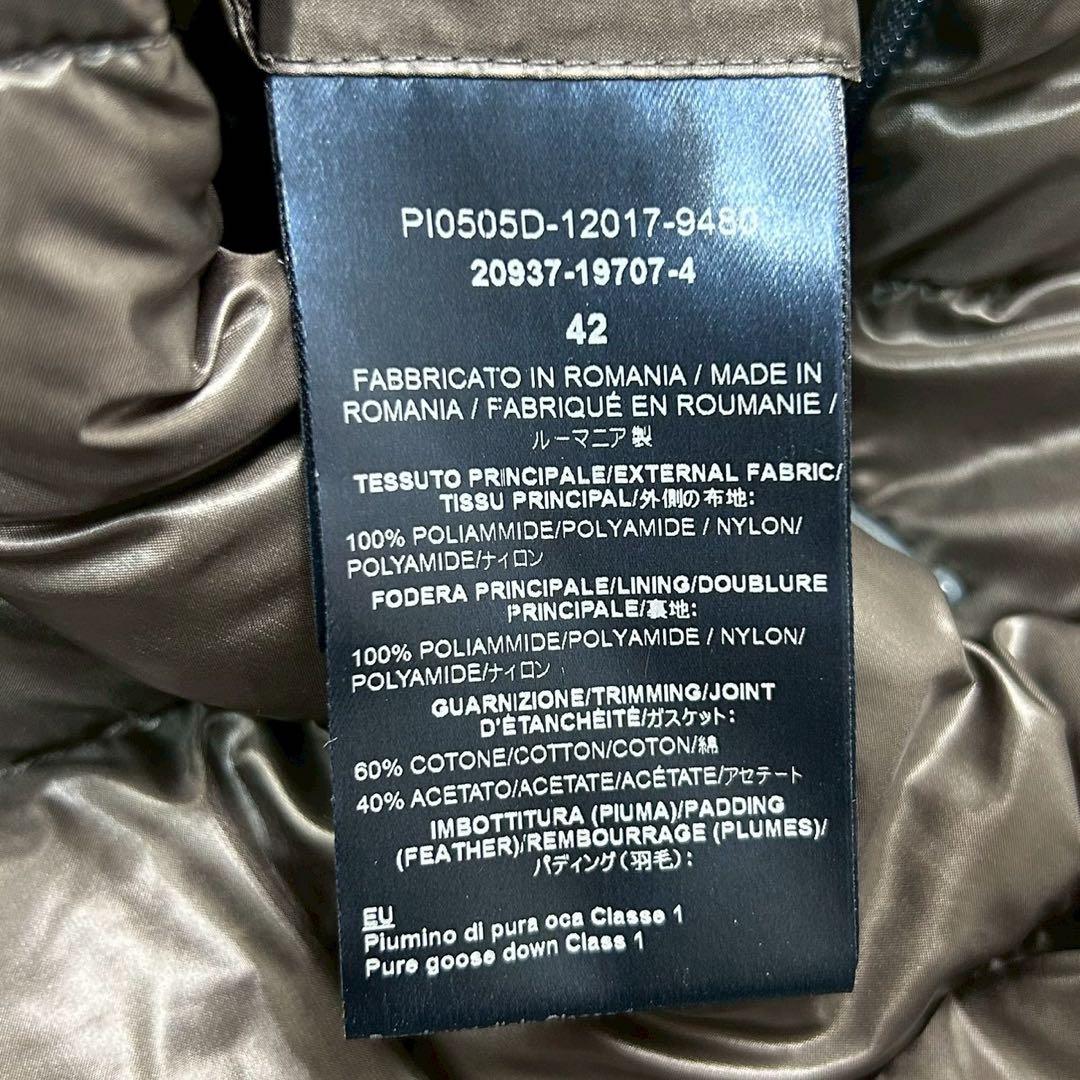 PI0505D-12017-9480
20937-19707-4
42
FABBRICATO IN ROMANIA / MADE IN
ROMANIA / FABRIQUÉ EN ROUMANIE /
ルーマニア製
TESSUTO PRINCIPALE/EXTERNAL FABRIC/
TISSU PRINCIPAL/外側の布地:
100% POLIAMMIDE/POLYAMIDE / NYLON/
POLYAMIDE/ナイロン
FODERA PRINCIPALE/LINING/DOUBLURE
PRINCIPALE/裏地:
100% POLIAMMIDE/POLYAMIDE / NYLON/
POLYAMIDE/ナイロン
GUARNIZIONE/TRIMMING/JOINT
D'ÉTANCHÉITÉ/ガスケット:
60% COTONE/COTTON/COTON/綿
40% ACETATO/ACETATE/ACÉTATE/アセテート
IMBOTTITURA (PIUMA)/PADDING
(FEATHER)/REMBOURRAGE (PLUMES)/
パディング(羽毛):
EU
Piumino di pura oca Classe 1
Pure goose down Class 1